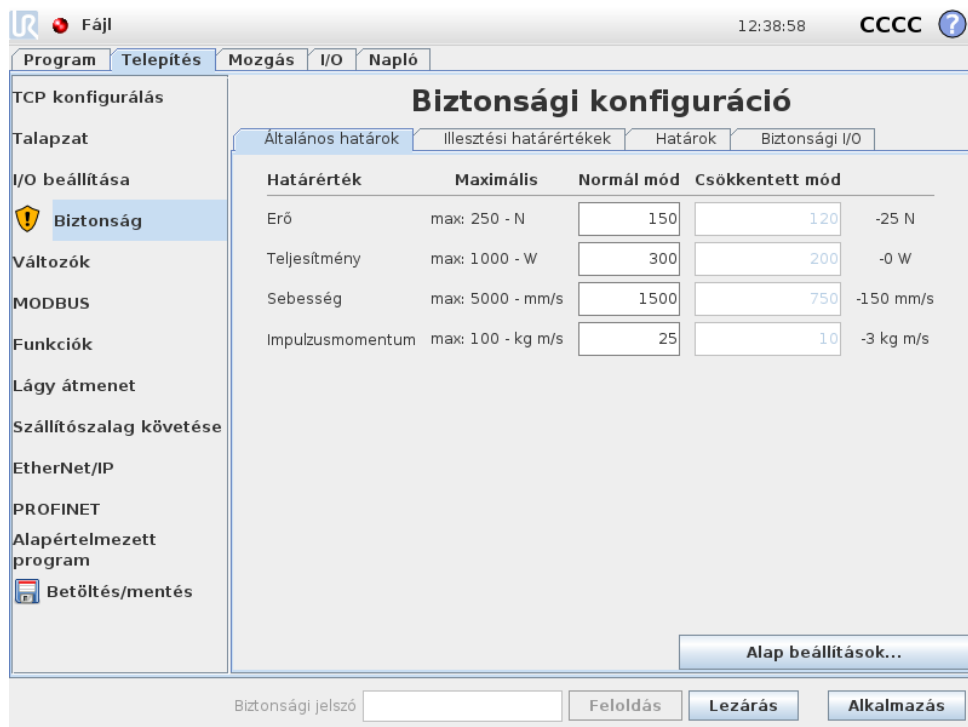 UR Fájl 12:38:58 CCCC ?
Program Telepítés Mozgás I/O Napló
TCP konfigurálás
Talapzat
I/O beállítása
Biztonság
Változók
MODBUS
Funkciók
Lágy átmenet
Szállítószalag követése
EtherNet/IP
PROFINET
Alapértelmezett
program
Betöltés/mentés
Biztonsági konfiguráció
Általános határok Illesztési határértékek Határok Biztonsági I/O
Határérték Maximális Normál mód Csökkentett mód
Erő max: 250 - N 150 120 -25 N
Teljesítmény max: 1000 - W 300 200 -0 W
Sebesség max: 5000 - mm/s 1500 750 -150 mm/s
Impulzusmomentum max: 100 - kg m/s 25 10 -3 kg m/s
Alap beállítások...
Biztonsági jelszó Feloldás Lezárás Alkalmazás